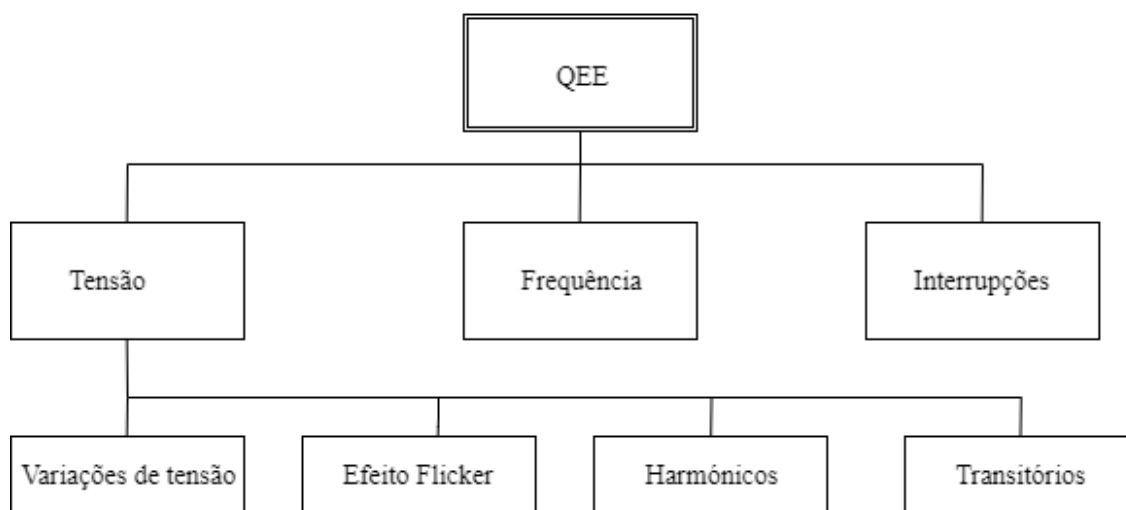 QEE
Tensão
Frequência
Interrupções
Variações de tensão
Efeito Flicker
Harmónicos
Transitórios